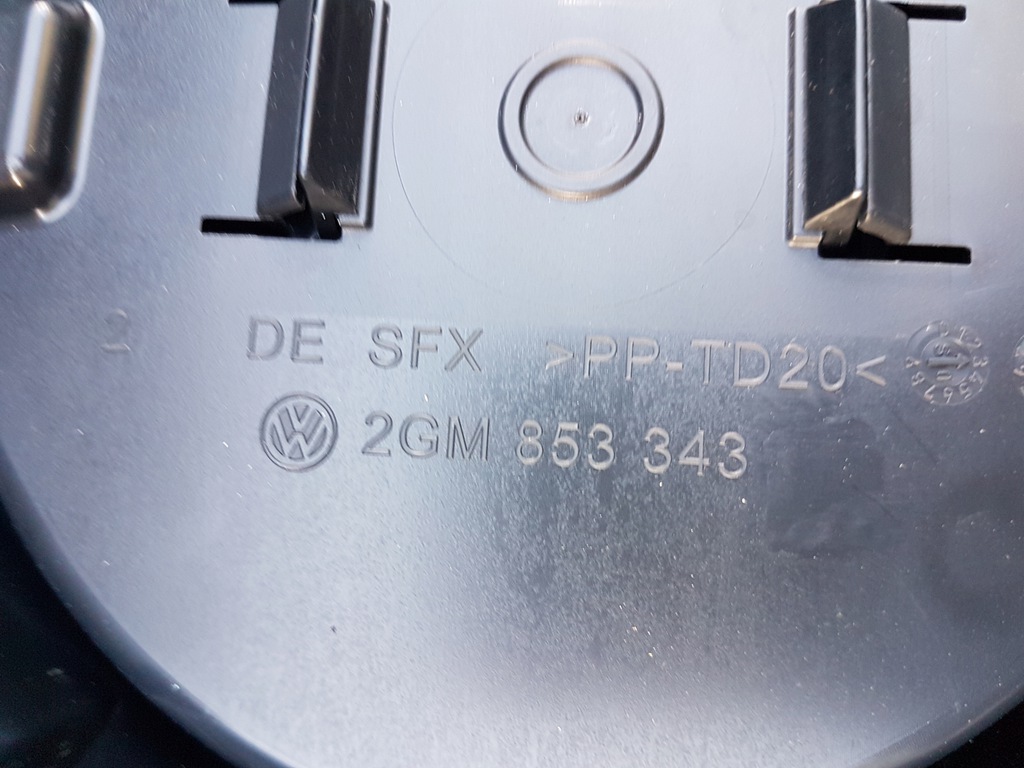 2 DE SFX >PP-TD20<
2GM 853 343